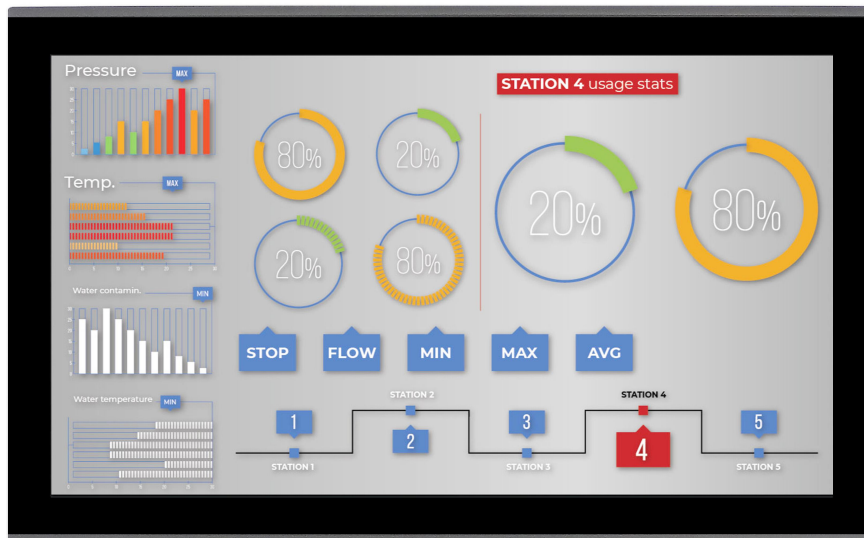 Pressure
MAX
STATION 4 usage stats
80%
20%
20%
80%
Temp.
MAX
20%
80%
Water contamin.
MIN
STOP
FLOW
MIN
MAX
AVG
Water temperature
MIN
STATION 2
STATION 4
1
2
3
4
5
STATION 1
STATION 3
STATION 5